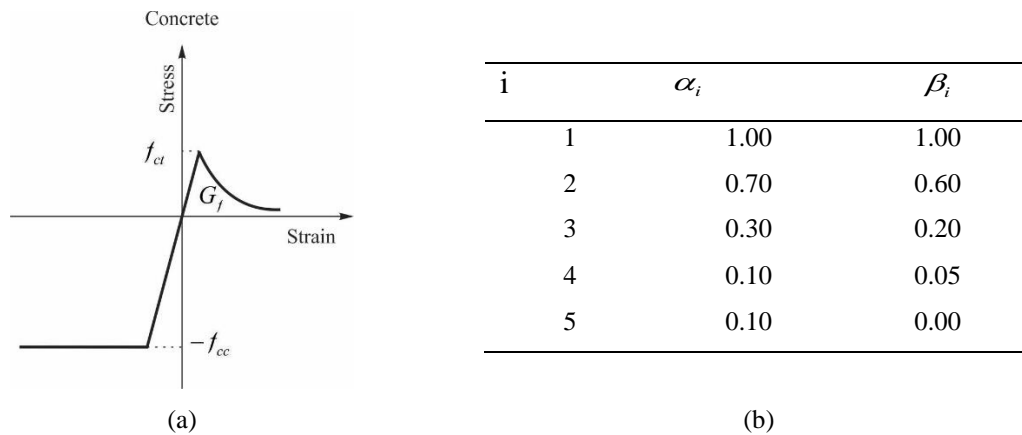 Concrete
Stress
f_ct
G_f
Strain
-f_cc
(a)
i α_i β_i
1 1.00 1.00
2 0.70 0.60
3 0.30 0.20
4 0.10 0.05
5 0.10 0.00
(b)